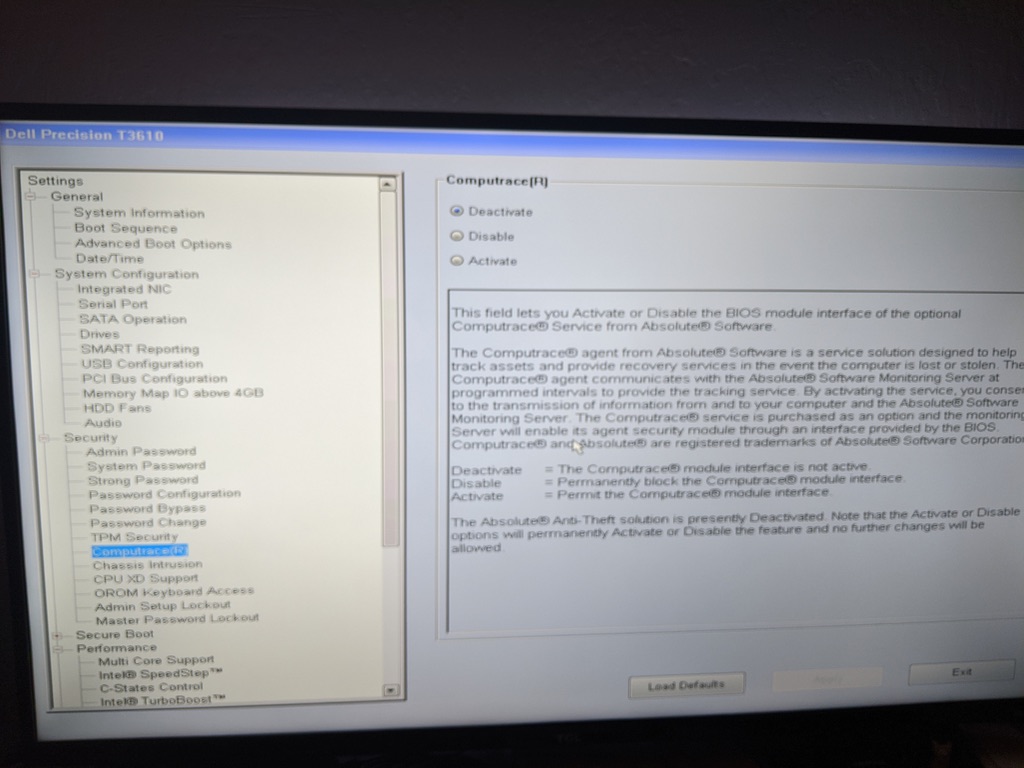 Dell Precision T3610
Settings
General
System Information
Boot Sequence
Advanced Boot Options
Date/Time
System Configuration
Integrated NIC
Serial Port
SATA Operation
Drives
SMART Reporting
USB Configuration
PCI Bus Configuration
Memory Map IO above 4GB
HDD Fans
Audio
Security
Admin Password
System Password
Strong Password
Password Configuration
Password Bypass
Password Change
TPM Security
Computrace(R)
Chassis Intrusion
CPU XD Support
OROM Keyboard Access
Admin Setup Lockout
Master Password Lockout
Secure Boot
Performance
Multi Core Support
Intel® SpeedStep™
C-States Control
Intel® TurboBoost™
Computrace(R)
Deactivate
Disable
Activate
This field lets you Activate or Disable the BIOS module interface of the optional
Computrace® Service from Absolute® Software.
The Computrace® agent from Absolute® Software is a service solution designed to help
track assets and provide recovery services in the event the computer is lost or stolen. The
Computrace® agent communicates with the Absolute® Software Monitoring Server at
programmed intervals to provide the tracking service. By activating the service, you conse
to the transmission of information from and to your computer and the Absolute® Software
Monitoring Server. The Computrace® service is purchased as an option and the monitoring
Server will enable its agent security module through an interface provided by the BIOS.
Computrace® and Absolute® are registered trademarks of Absolute® Software Corporatio
Deactivate = The Computrace® module interface is not active.
Disable = Permanently block the Computrace® module interface.
Activate = Permit the Computrace® module interface.
The Absolute® Anti-Theft solution is presently Deactivated. Note that the Activate or Disable
options will permanently Activate or Disable the feature and no further changes will be
allowed.
Load Defaults
Exit